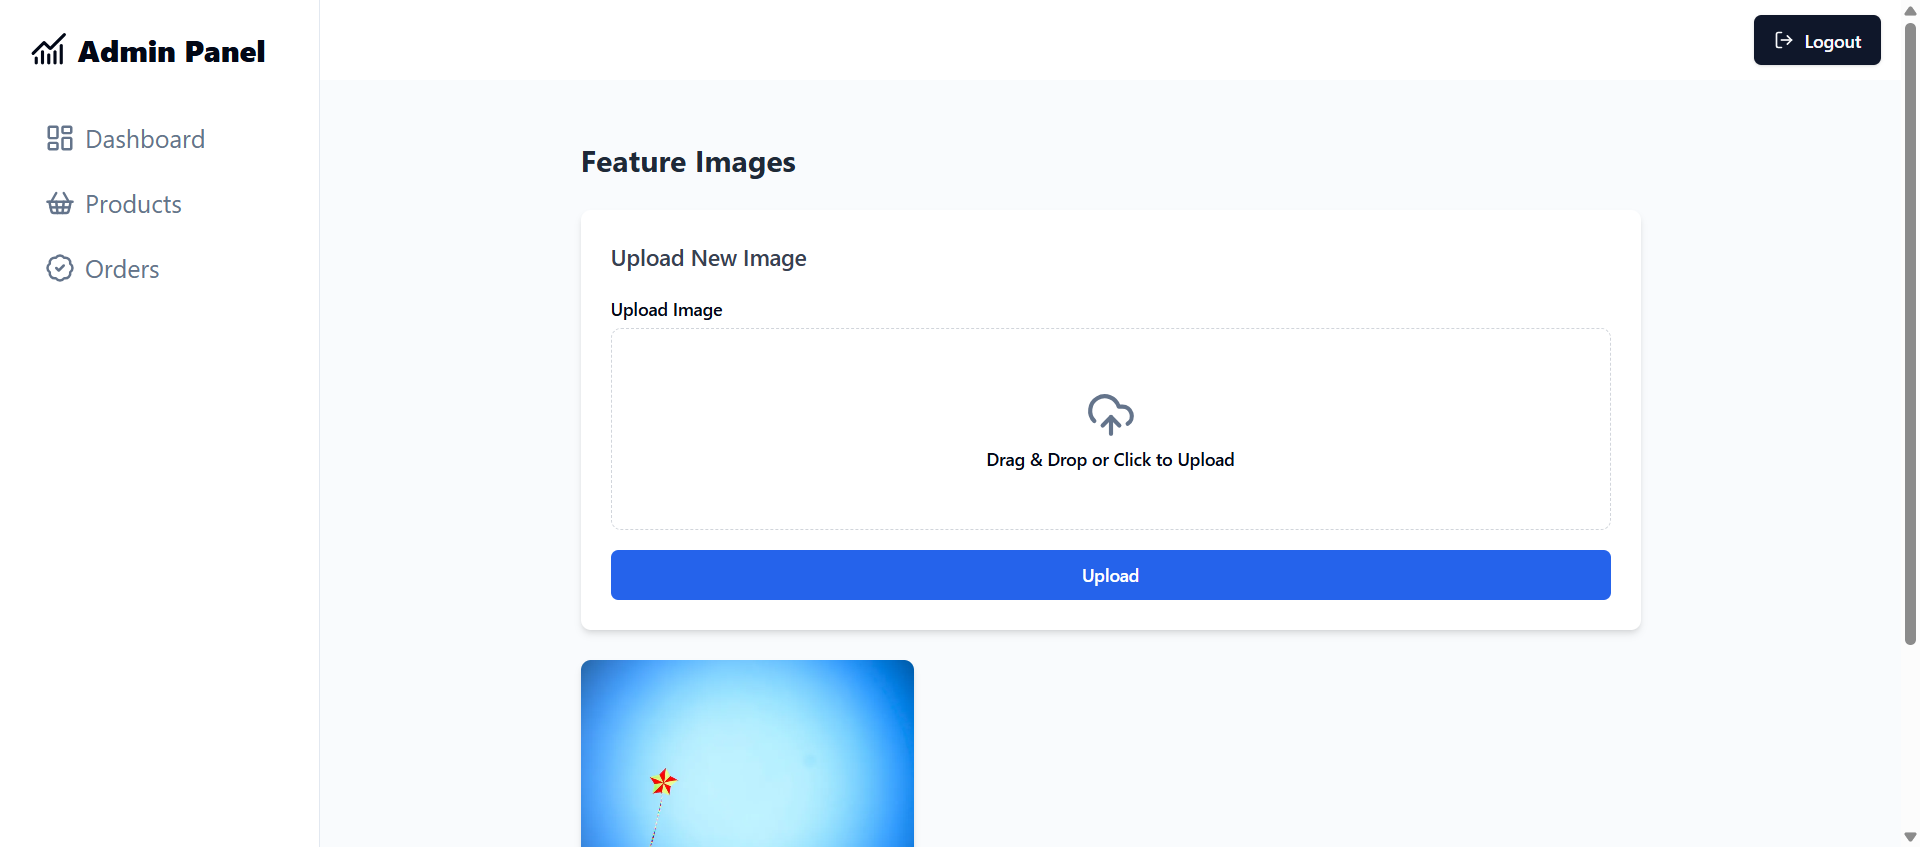 Admin Panel
Logout
Dashboard
Products
Orders
Feature Images
Upload New Image
Upload Image
Drag & Drop or Click to Upload
Upload